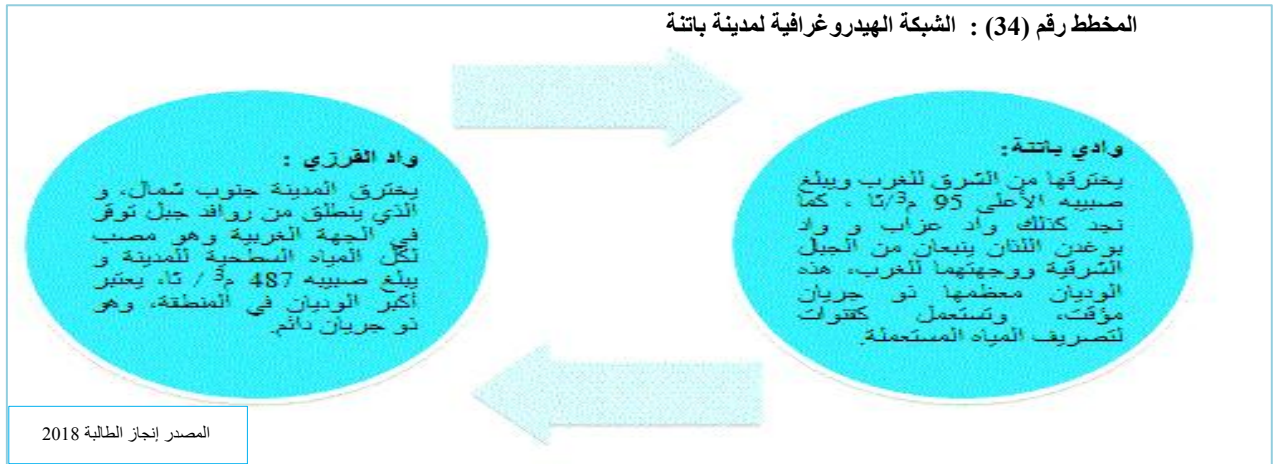 المخطط رقم (34) : الشبكة الهيدروغرافية لمدينة باتنة
وادي باتنة:
يخترقها من الشرق للغرب ويبلغ
صبيبه الأعلى 95 م3/ثا ، كما
نجد كذلك واد عزاب و واد
بوغدن اللذان ينبعان من الجبال
الشرقية ووجهتهما للغرب، هذه
الوديان معظمها ذو جريان
مؤقت، وتستعمل كقنوات
لتصريف المياه المستعملة.
واد القرزي :
يخترق المدينة جنوب شمال، و
الذي ينطلق من روافد جبل توقر
في الجهة الغربية وهو مصب
لكل المياه السطحية للمدينة و
يبلغ صبيبه 487 م3 / ثا، يعتبر
أكبر الوديان في المنطقة، وهو
ذو جريان دائم.
المصدر إنجاز الطالبة 2018